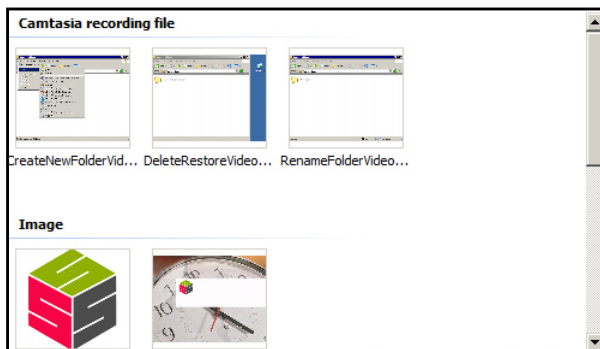 Camtasia recording file
CreateNewFolderVid... DeleteRestoreVideo... RenameFolderVideo...
Image